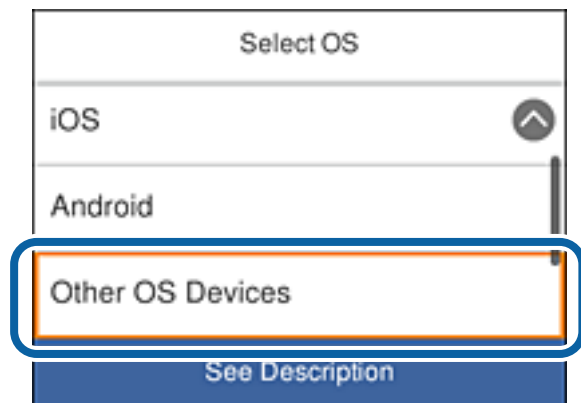 Select OS
iOS
Android
Other OS Devices
See Description